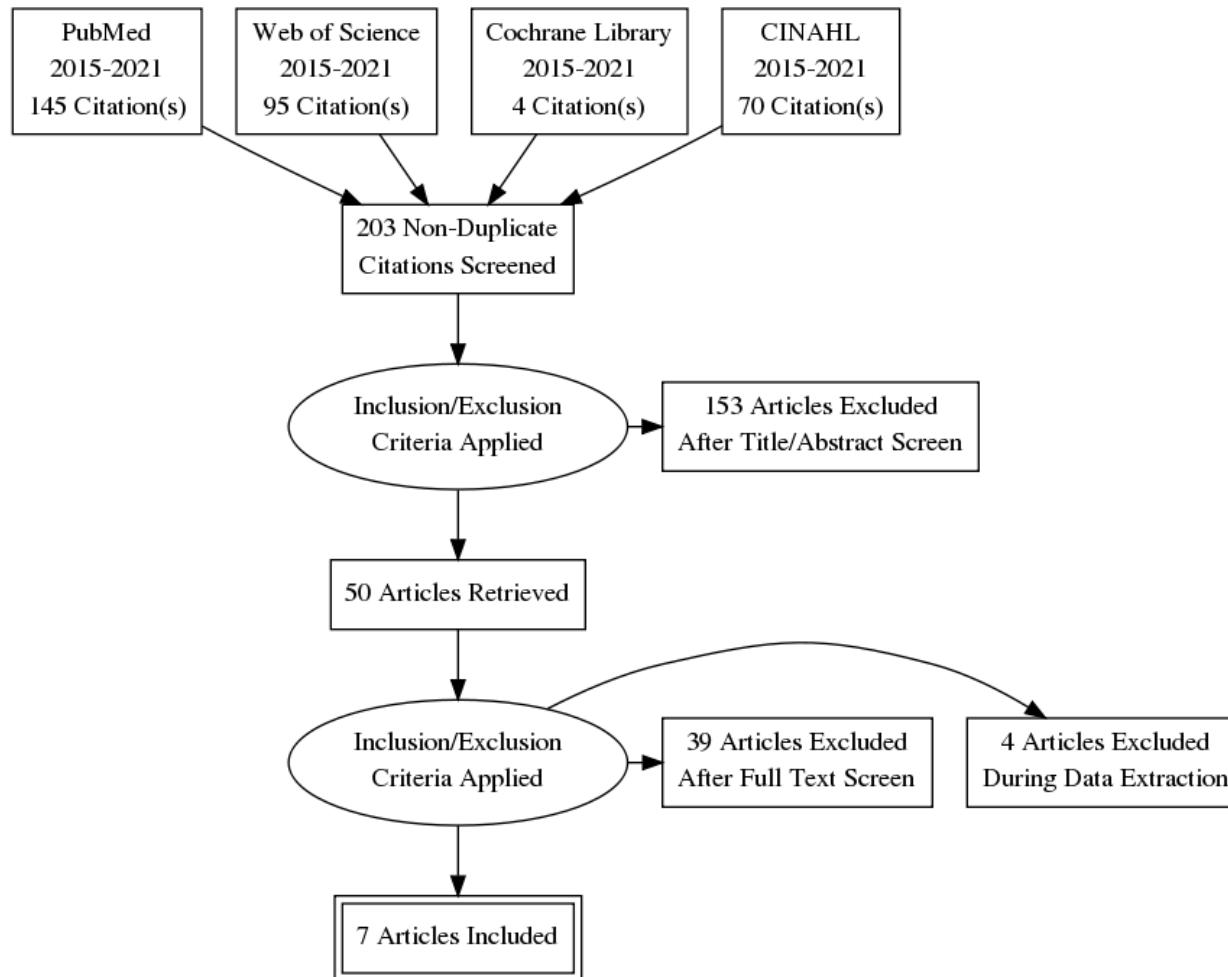 PubMed
2015-2021
145 Citation(s)
Web of Science
2015-2021
95 Citation(s)
Cochrane Library
2015-2021
4 Citation(s)
CINAHL
2015-2021
70 Citation(s)
203 Non-Duplicate
Citations Screened
Inclusion/Exclusion
Criteria Applied
153 Articles Excluded
After Title/Abstract Screen
50 Articles Retrieved
Inclusion/Exclusion
Criteria Applied
39 Articles Excluded
After Full Text Screen
4 Articles Excluded
During Data Extraction
7 Articles Included